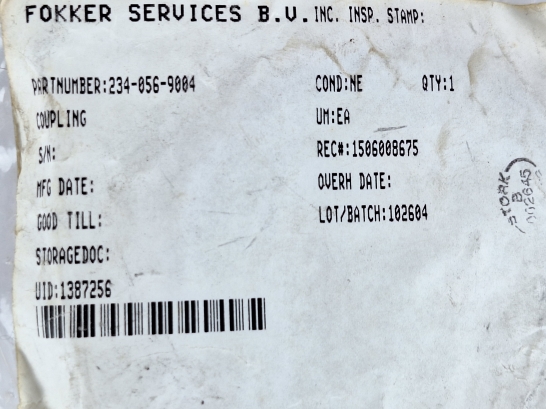 FOKKER SERVICES B.V. INC. INSP. STAMP:
PARTNUMBER:234-056-9004 COND:NE QTY:1
COUPLING UM:EA
S/N: REC#:1506008675
MFG DATE: OVERH DATE:
GOOD TILL: LOT/BATCH:102604
STORAGEDOC:
UID:1387256
STORK
B
002645